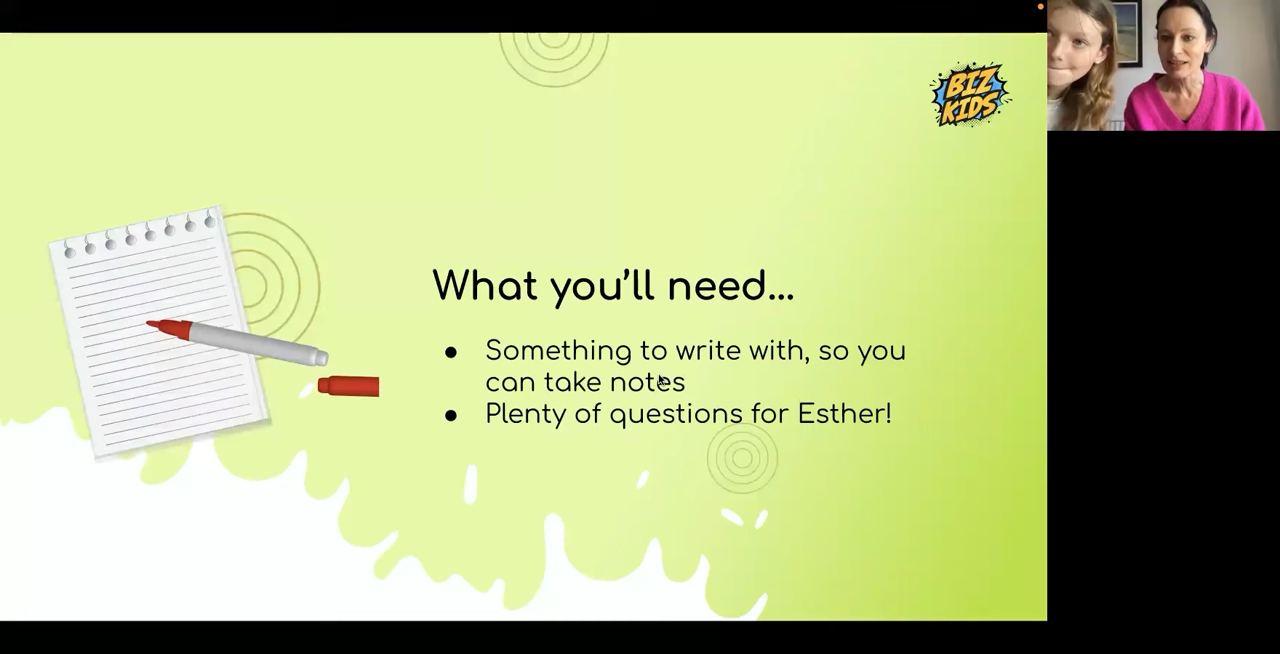 BIZ
KIDS
What you'll need...
● Something to write with, so you
can take notes
● Plenty of questions for Esther!